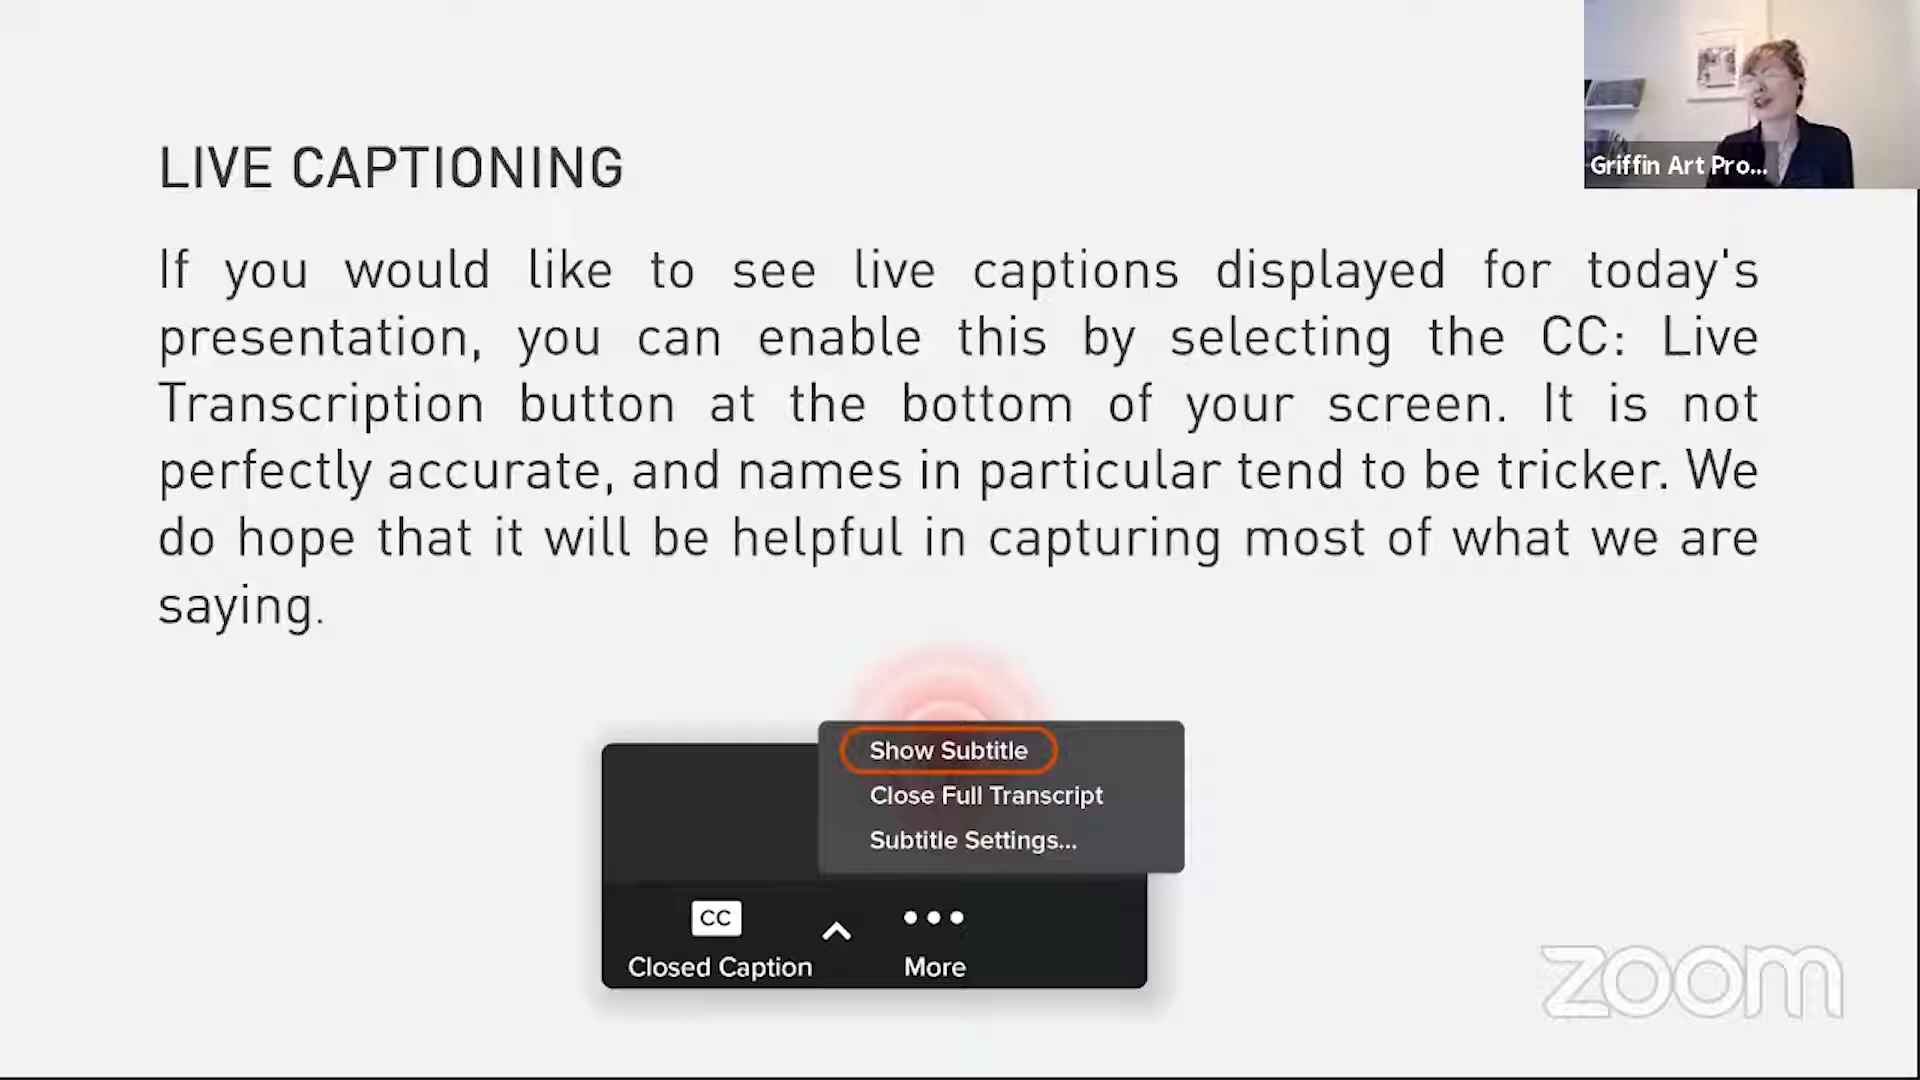 LIVE CAPTIONING
If you would like to see live captions displayed for today's
presentation, you can enable this by selecting the CC: Live
Transcription button at the bottom of your screen. It is not
perfectly accurate, and names in particular tend to be tricker. We
do hope that it will be helpful in capturing most of what we are
saying.
Griffin Art Pro...
Show Subtitle
Close Full Transcript
Subtitle Settings...
CC
Closed Caption
More
zoom